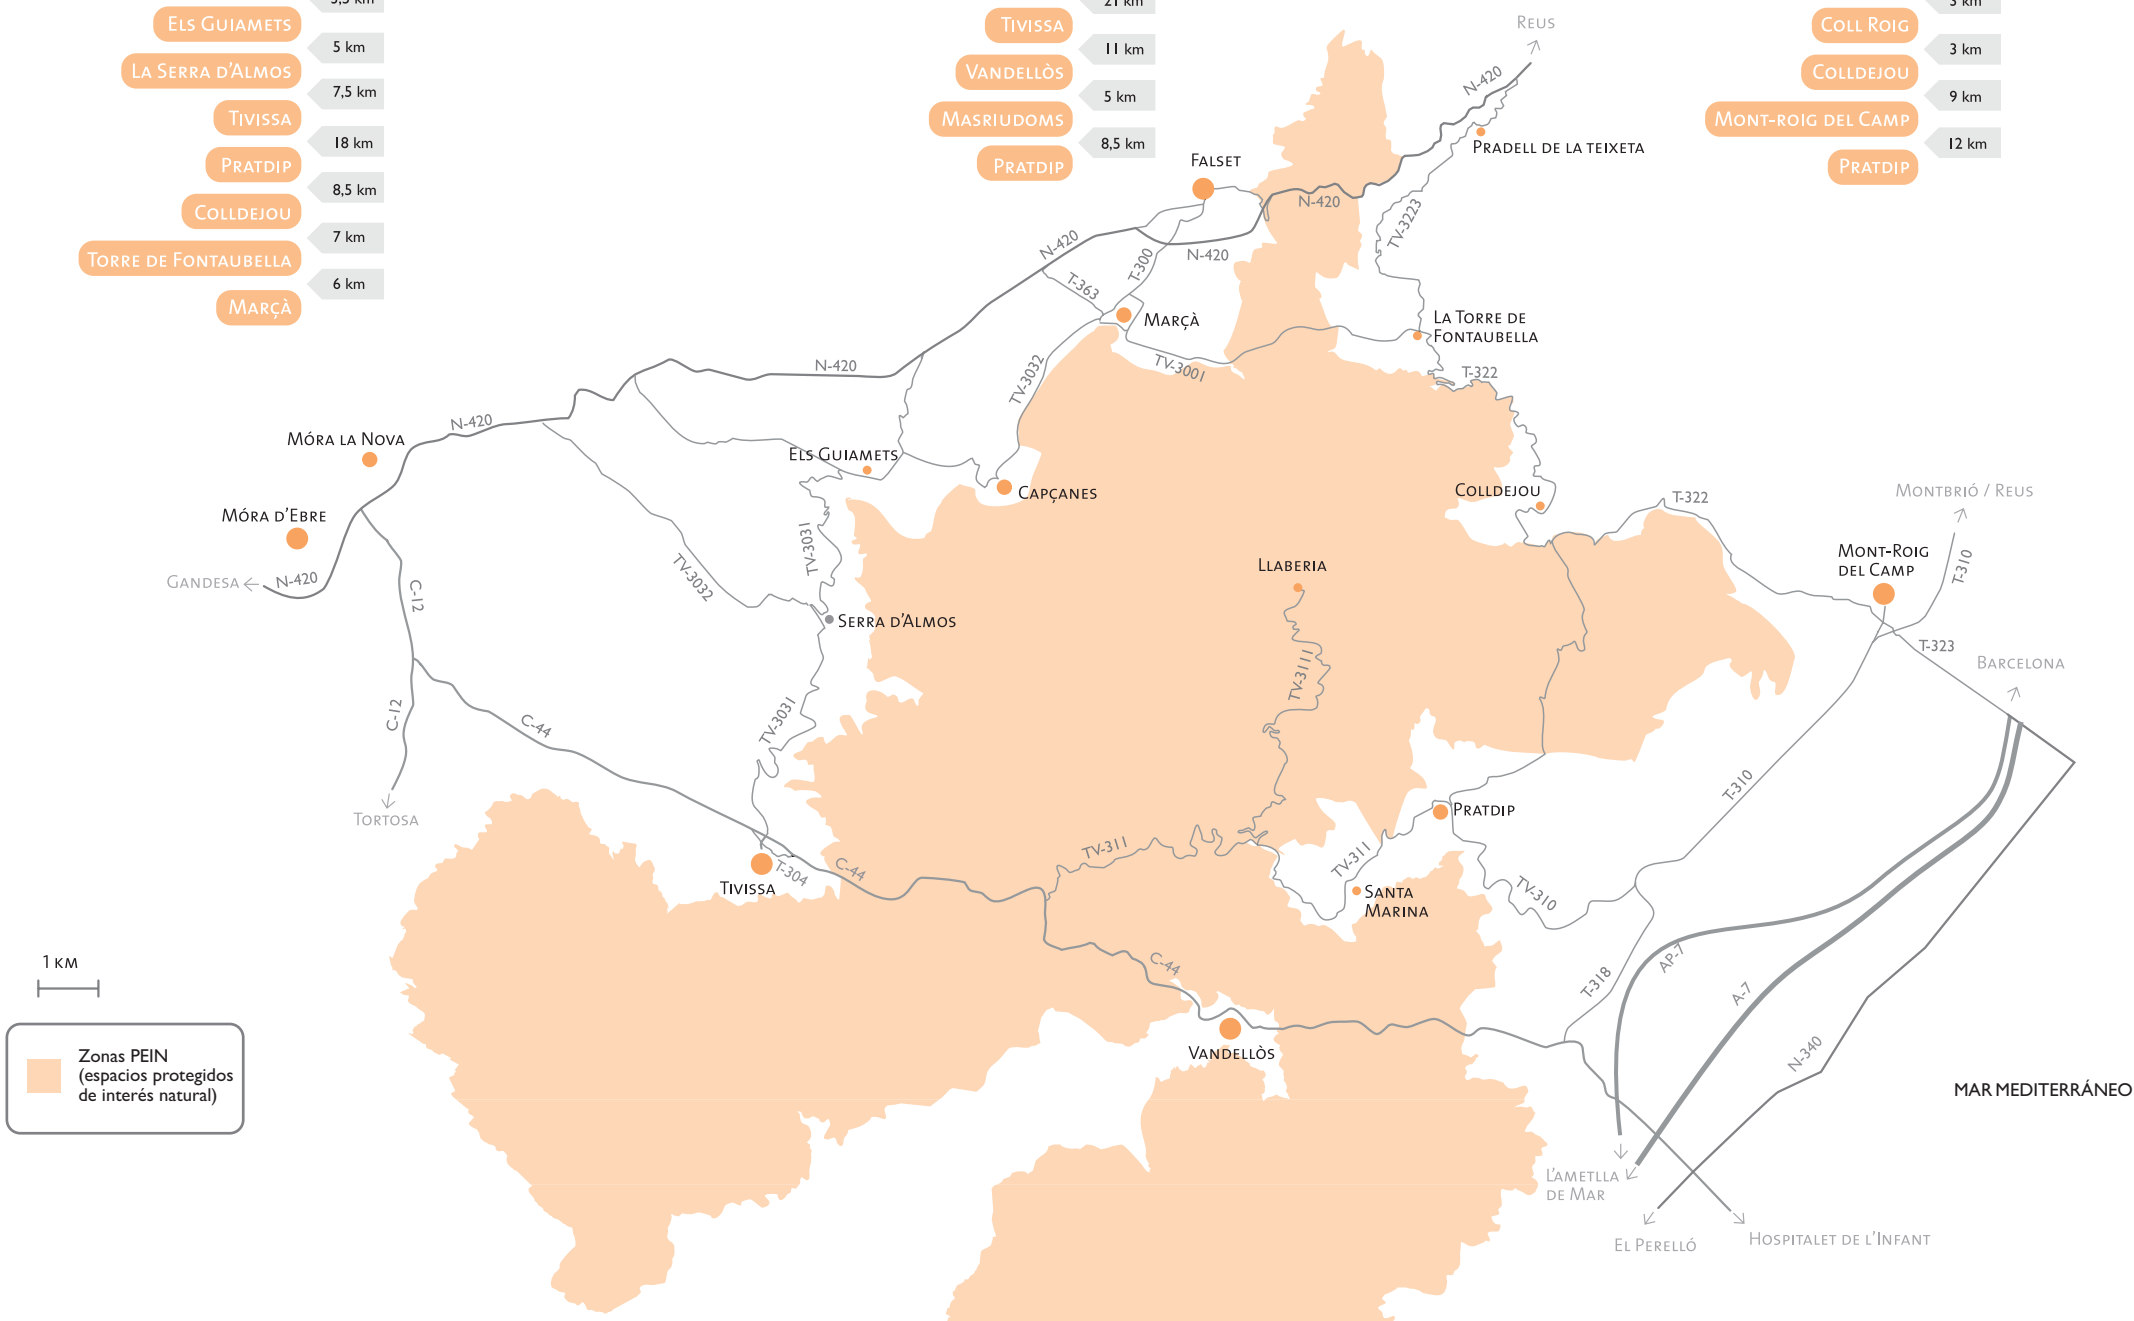 5,5 km
ELS GUIAMETS
5 km
LA SERRA D'ALMOS
7,5 km
TIVISSA
18 km
PRATDIP
8,5 km
COLLDEJOU
7 km
TORRE DE FONTAUBELLA
6 km
MARÇÀ
21 km
TIVISSA
11 km
VANDELLÒS
5 km
MASRIUDOMS
8,5 km
PRATDIP
3 km
COLL ROIG
3 km
COLLDEJOU
9 km
MONT-ROIG DEL CAMP
12 km
PRATDIP
REUS
N-420
PRADELL DE LA TEIXETA
FALSET
N-420
TV-3223
N-420
N-420
T-300
T-363
MARÇÀ
LA TORRE DE
FONTAUBELLA
N-420
TV-3032
TV-3001
T-322
N-420
MÓRA LA NOVA
ELS GUIAMETS
CAPÇANES
COLLDEJOU
T-322
MONTBRIÓ / REUS
MÓRA D'EBRE
TV-3031
GANDESA
N-420
C-12
TV-3032
LLABERIA
MONT-ROIG
DEL CAMP
T-310
SERRA D'ALMOS
T-323
BARCELONA
TV-3111
C-12
C-44
TV-3031
T-310
TORTOSA
PRATDIP
TV-311
TV-311
C-44
T-304
TIVISSA
SANTA
MARINA
TV-310
1 KM
C-44
T-318
AP-7
A-7
VANDELLÒS
N-340
Zonas PEIN
(espacios protegidos
de interés natural)
MAR MEDITERRÁNEO
L'AMETLLA
DE MAR
EL PERELLÓ
HOSPITALET DE L'INFANT